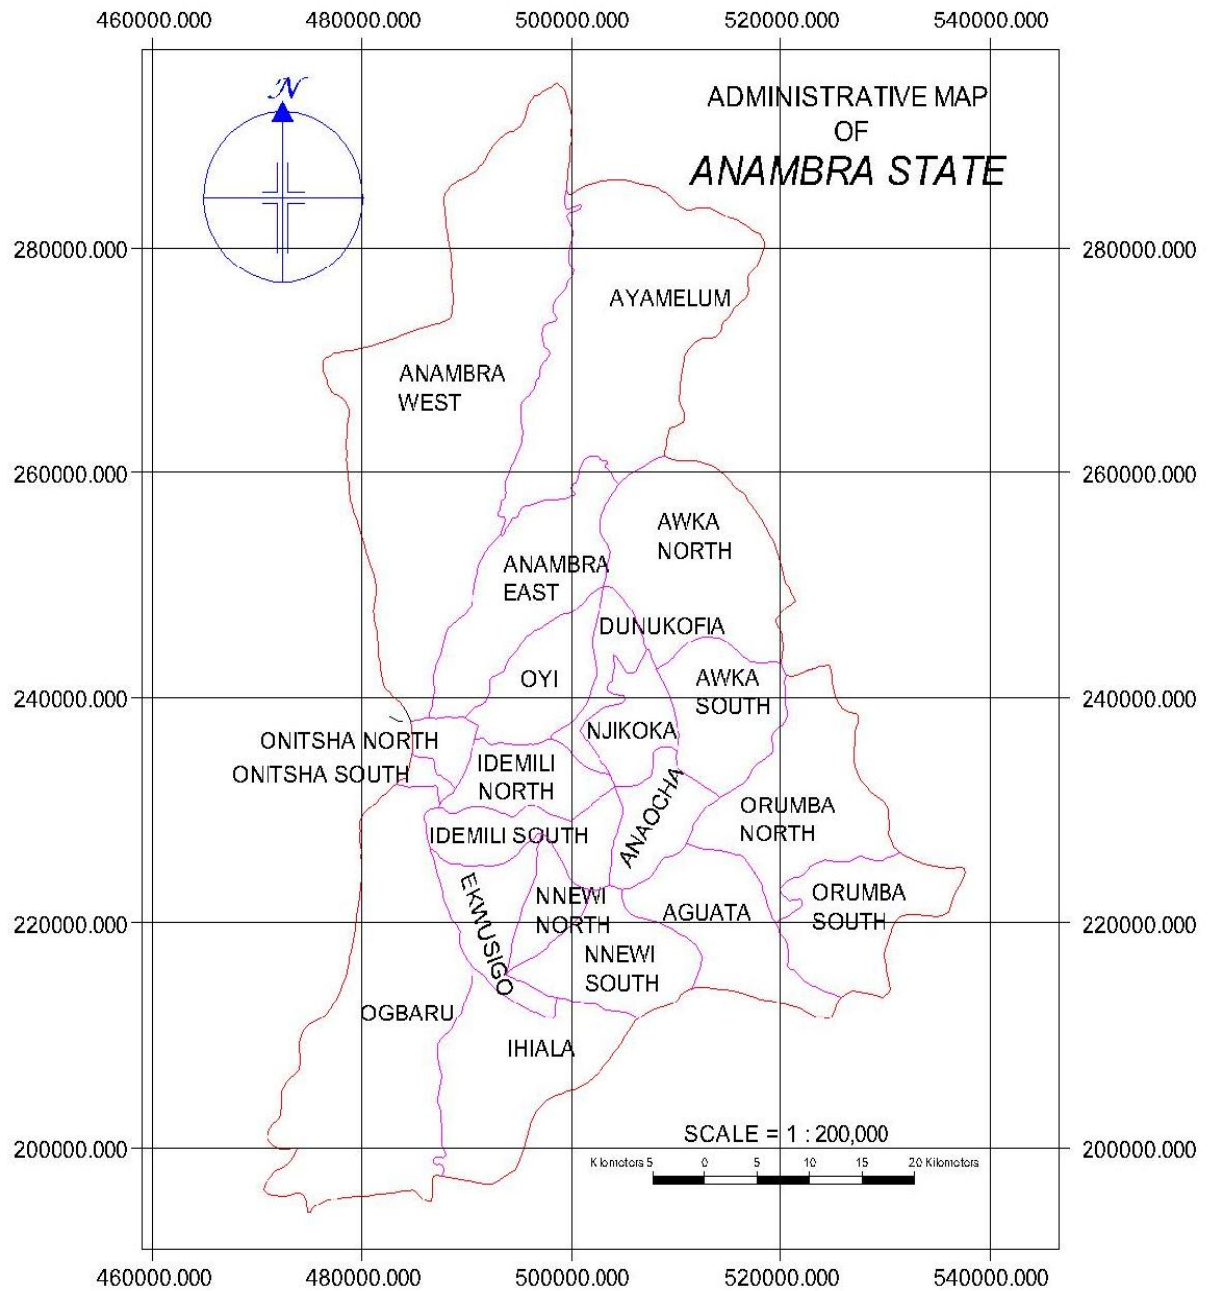 460000.000 480000.000 500000.000 520000.000 540000.000
N
ADMINISTRATIVE MAP
OF
ANAMBRA STATE
280000.000 280000.000
AYAMELUM
ANAMBRA
WEST
260000.000 260000.000
AWKA
NORTH
ANAMBRA
EAST
DUNUKOFIA
OYI
AWKA
SOUTH
240000.000 240000.000
NJIKOKA
ONITSHA NORTH
ONITSHA SOUTH
IDEMILI
NORTH
ANAOCHA
ORUMBA
NORTH
IDEMILI SOUTH
EKWUSIGO
NNEWI
NORTH
AGUATA
ORUMBA
SOUTH
220000.000 220000.000
NNEWI
SOUTH
OGBARU
IHIALA
SCALE = 1 : 200,000
200000.000 200000.000
Kilometers 5 0 5 10 15 20 Kilometers
460000.000 480000.000 500000.000 520000.000 540000.000